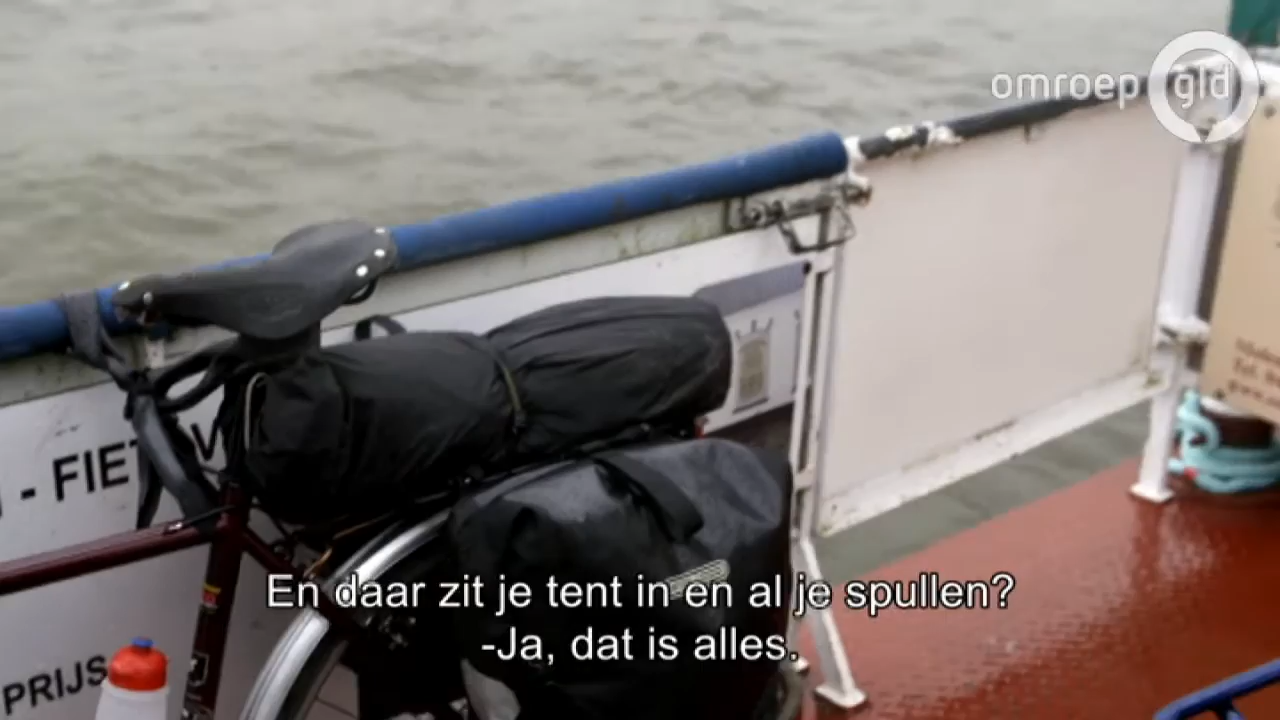 omroep gld
- FIET
PRIJS
En daar zit je tent in en al je spullen?
-Ja, dat is alles.